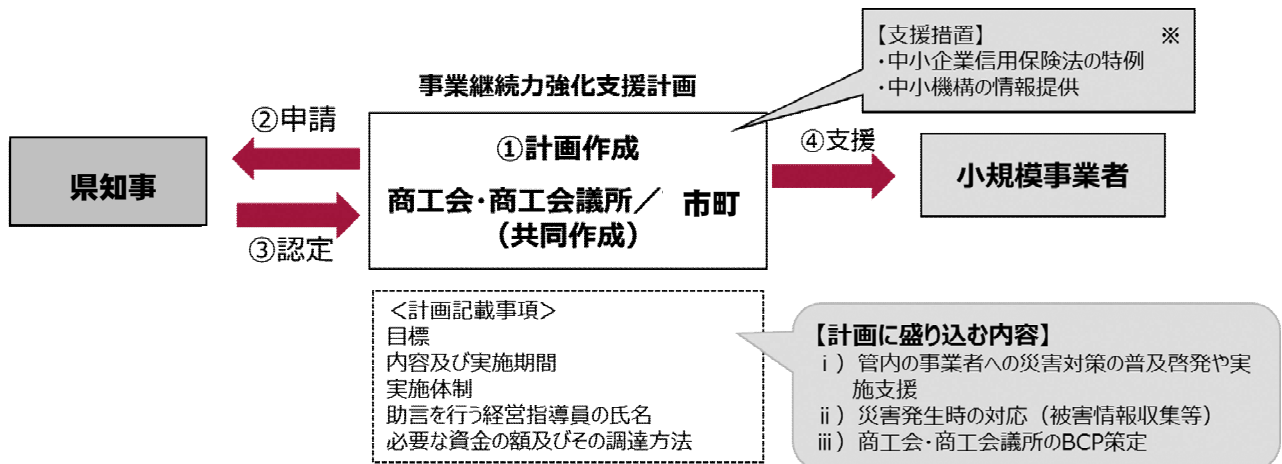 【支援措置】 ※
・中小企業信用保険法の特例
・中小機構の情報提供
事業継続力強化支援計画
②申請
①計画作成
④支援
県知事
商工会・商工会議所／ 市町
（共同作成）
小規模事業者
③認定
＜計画記載事項＞
目標
内容及び実施期間
実施体制
助言を行う経営指導員の氏名
必要な資金の額及びその調達方法
【計画に盛り込む内容】
ⅰ）管内の事業者への災害対策の普及啓発や実
施支援
ⅱ）災害発生時の対応（被害情報収集等）
ⅲ）商工会・商工会議所のBCP策定